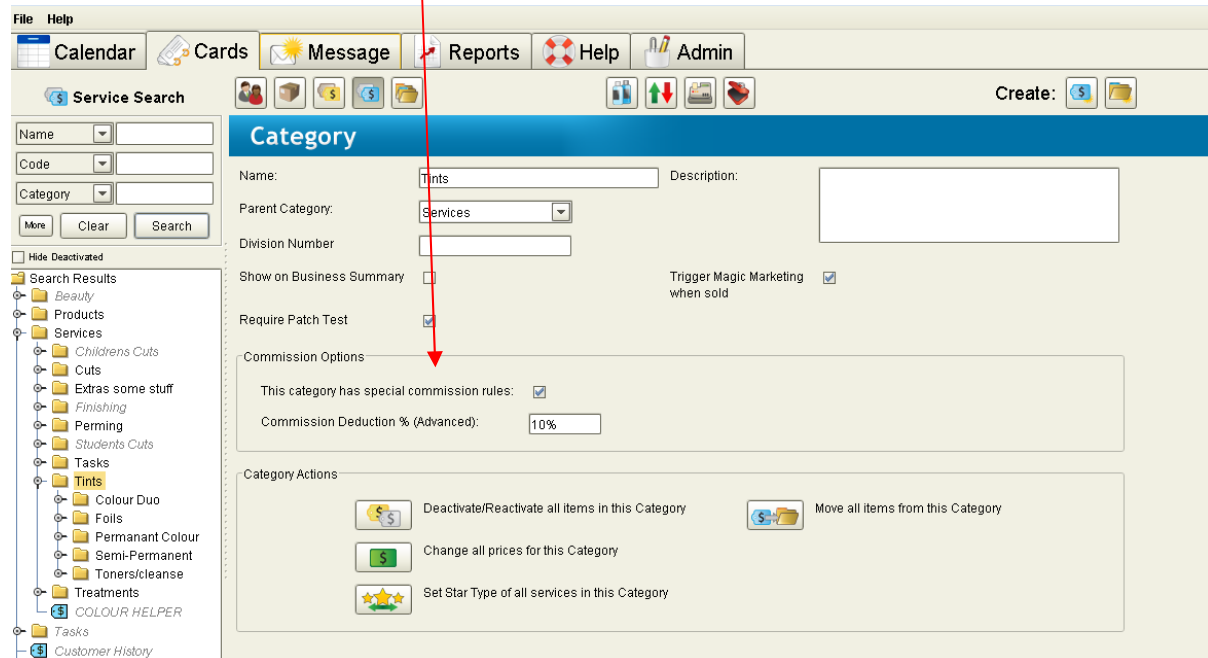 File Help
Calendar Cards Message Reports Help Admin
Service Search
Create:
Name
Code
Category
More Clear Search
Hide Deactivated
Search Results
Beauty
Products
Services
Childrens Cuts
Cuts
Extras some stuff
Finishing
Perming
Students Cuts
Tasks
Tints
Colour Duo
Foils
Permanant Colour
Semi-Permanent
Toners/cleanse
Treatments
COLOUR HELPER
Tasks
Customer History
Category
Name: Tints Description:
Parent Category: Services
Division Number
Show on Business Summary Trigger Magic Marketing
when sold
Require Patch Test
Commission Options
This category has special commission rules:
Commission Deduction % (Advanced): 10%
Category Actions
Deactivate/Reactivate all items in this Category Move all items from this Category
Change all prices for this Category
Set Star Type of all services in this Category